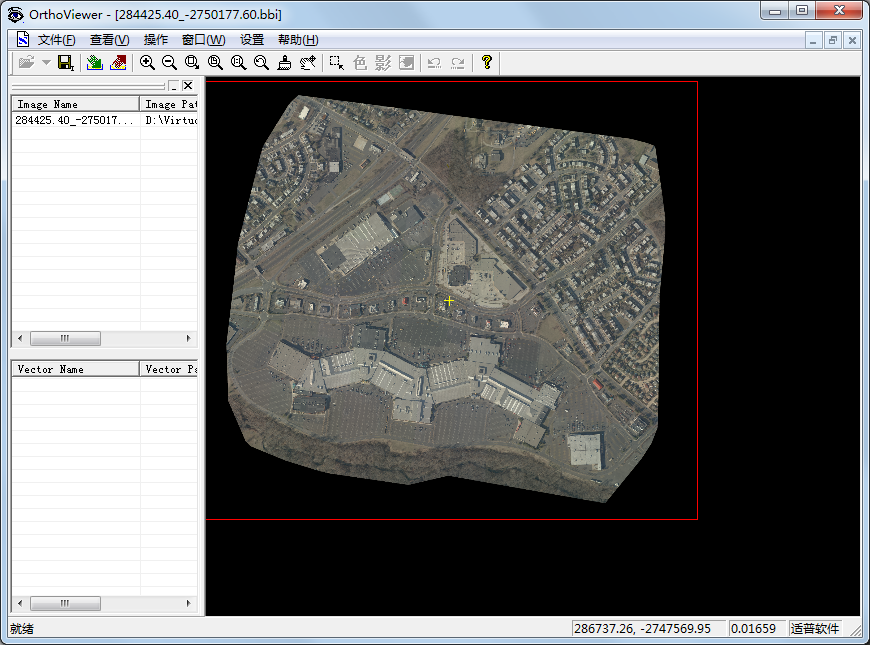 OrthoViewer - [284425.40_-2750177.60.bbi]
文件(F) 查看(V) 操作 窗口(W) 设置 帮助(H)
色 影 ?
Image Name Image Pat
284425.40_-275017... D:\Virtuo
Vector Name Vector Pa
就绪 286737.26, -2747569.95 0.01659 适普软件